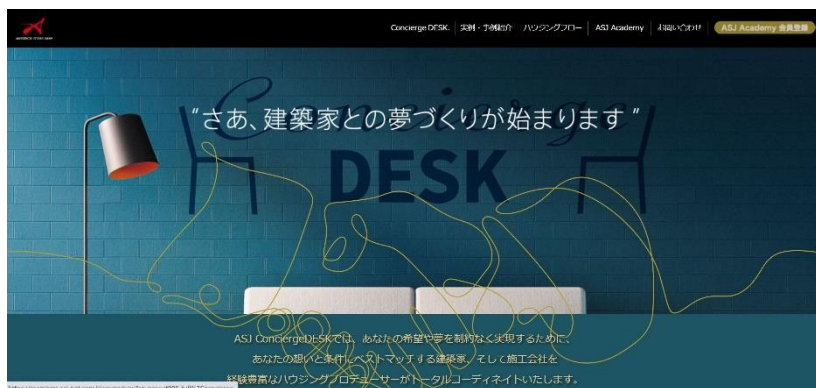 Concierge DESK.
実例・事例紹介
ハウジングフロー
ASJ Academy
お問い合わせ
ASJ Academy 会員登録
Concierge
DESK
"さあ、建築家との夢づくりが始まります"
ASJ ConciergeDESKでは、あなたの希望や夢を制約なく実現するために、
あなたの想いと条件にベストマッチする建築家、そして施工会社を
経験豊富なハウジングプロデューサーがトータルコーディネイトいたします。